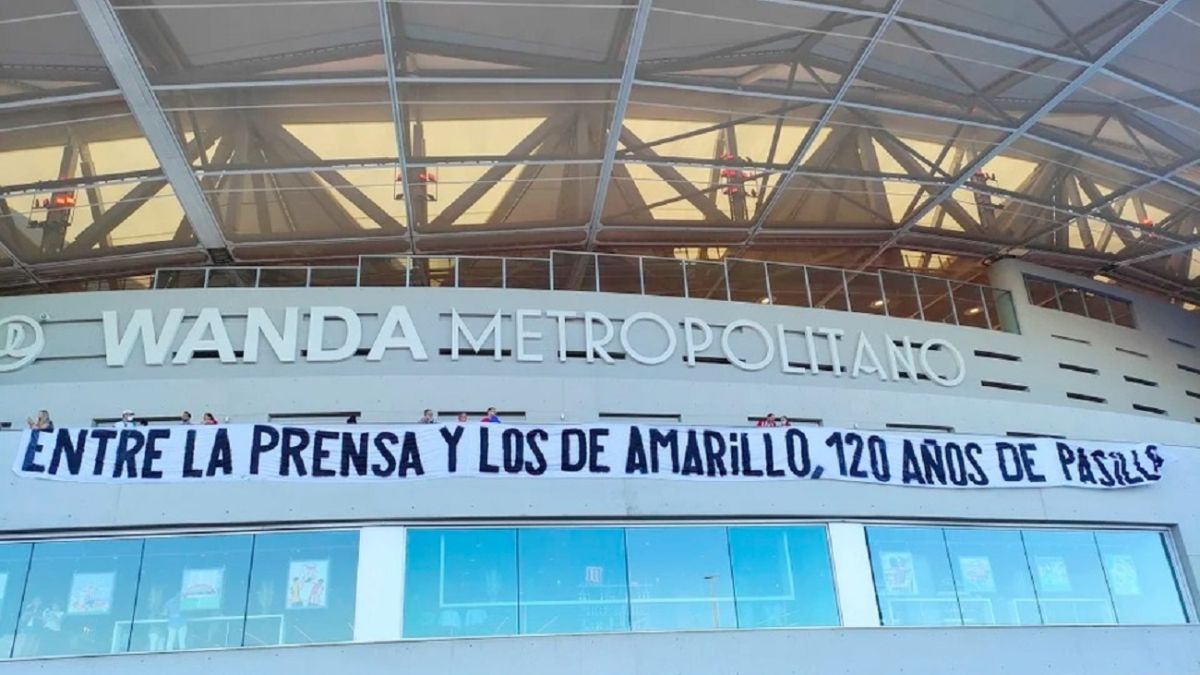 WANDA METROPOLITANO
ENTRE LA PRENSA Y LOS DE AMARiLLO, 120 AÑOS DE PASiLLO